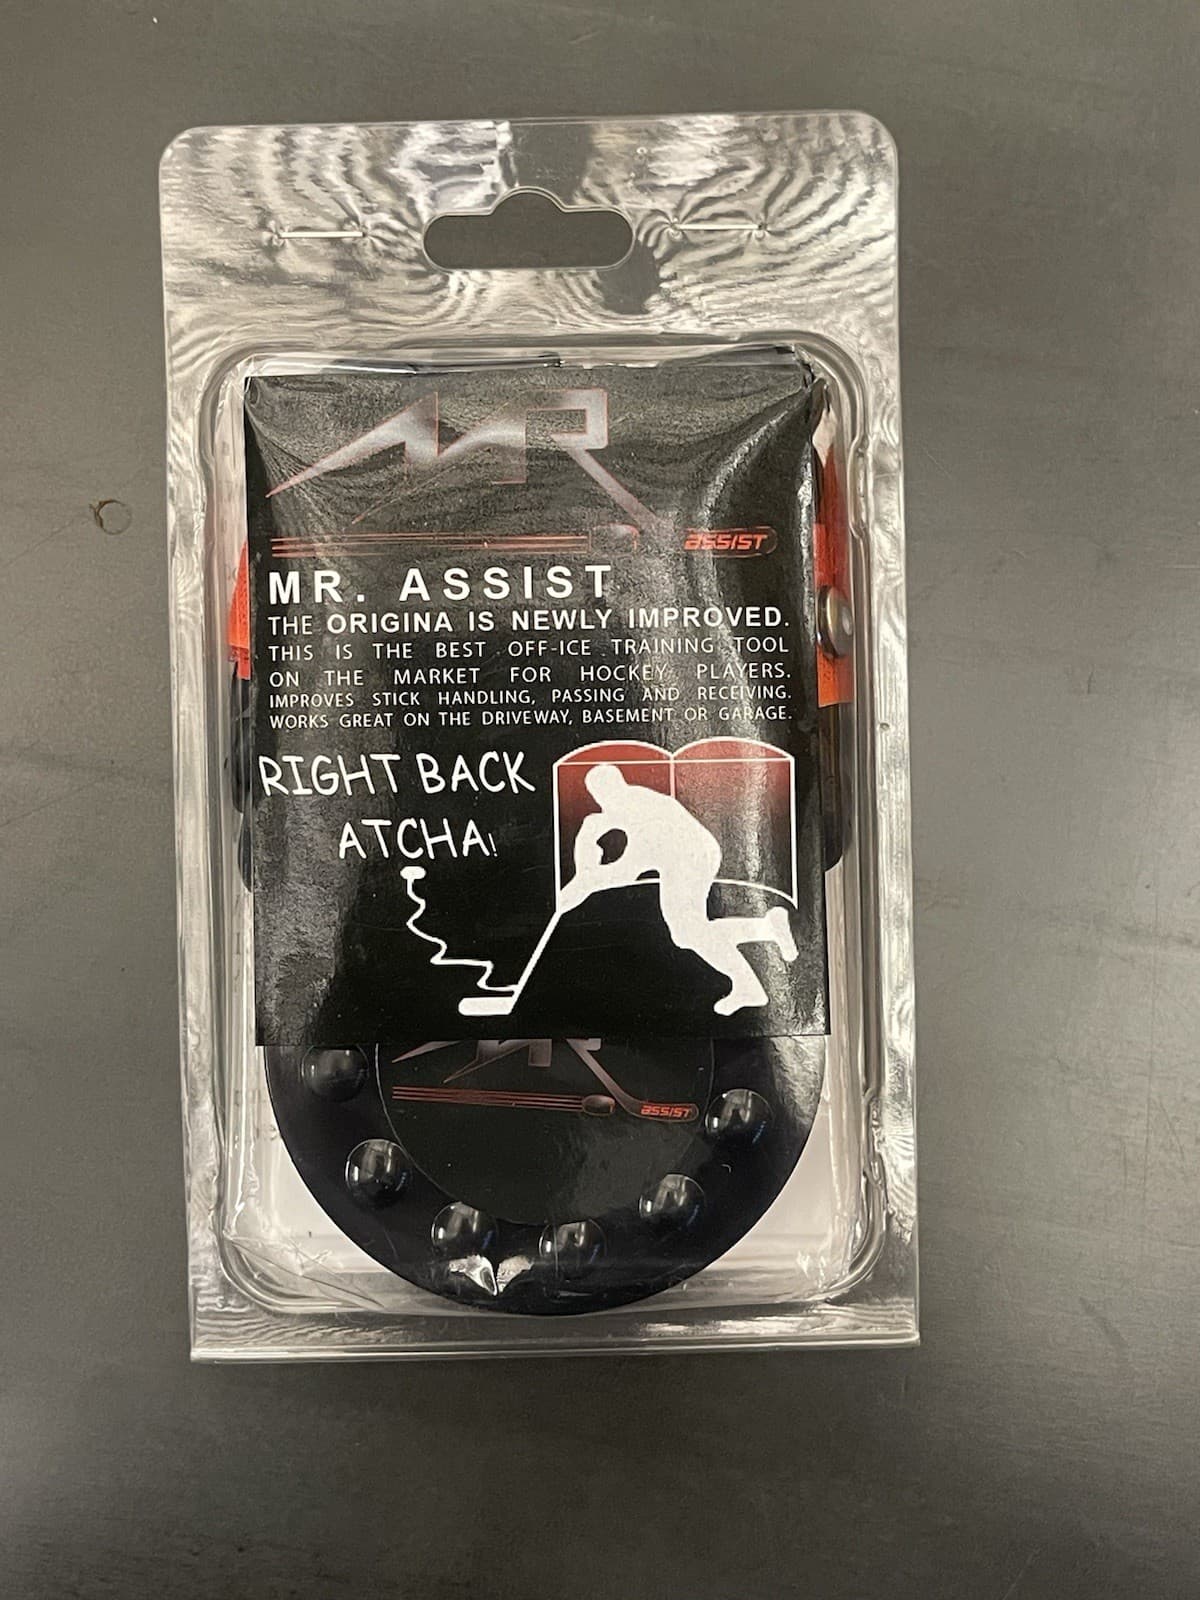 MR
ASSIST
MR. ASSIST
THE ORIGINA IS NEWLY IMPROVED.
THIS IS THE BEST OFF-ICE TRAINING TOOL
ON THE MARKET FOR HOCKEY PLAYERS.
IMPROVES STICK HANDLING, PASSING AND RECEIVING.
WORKS GREAT ON THE DRIVEWAY, BASEMENT OR GARAGE.
RIGHT BACK
ATCHA!
MR
ASSIST